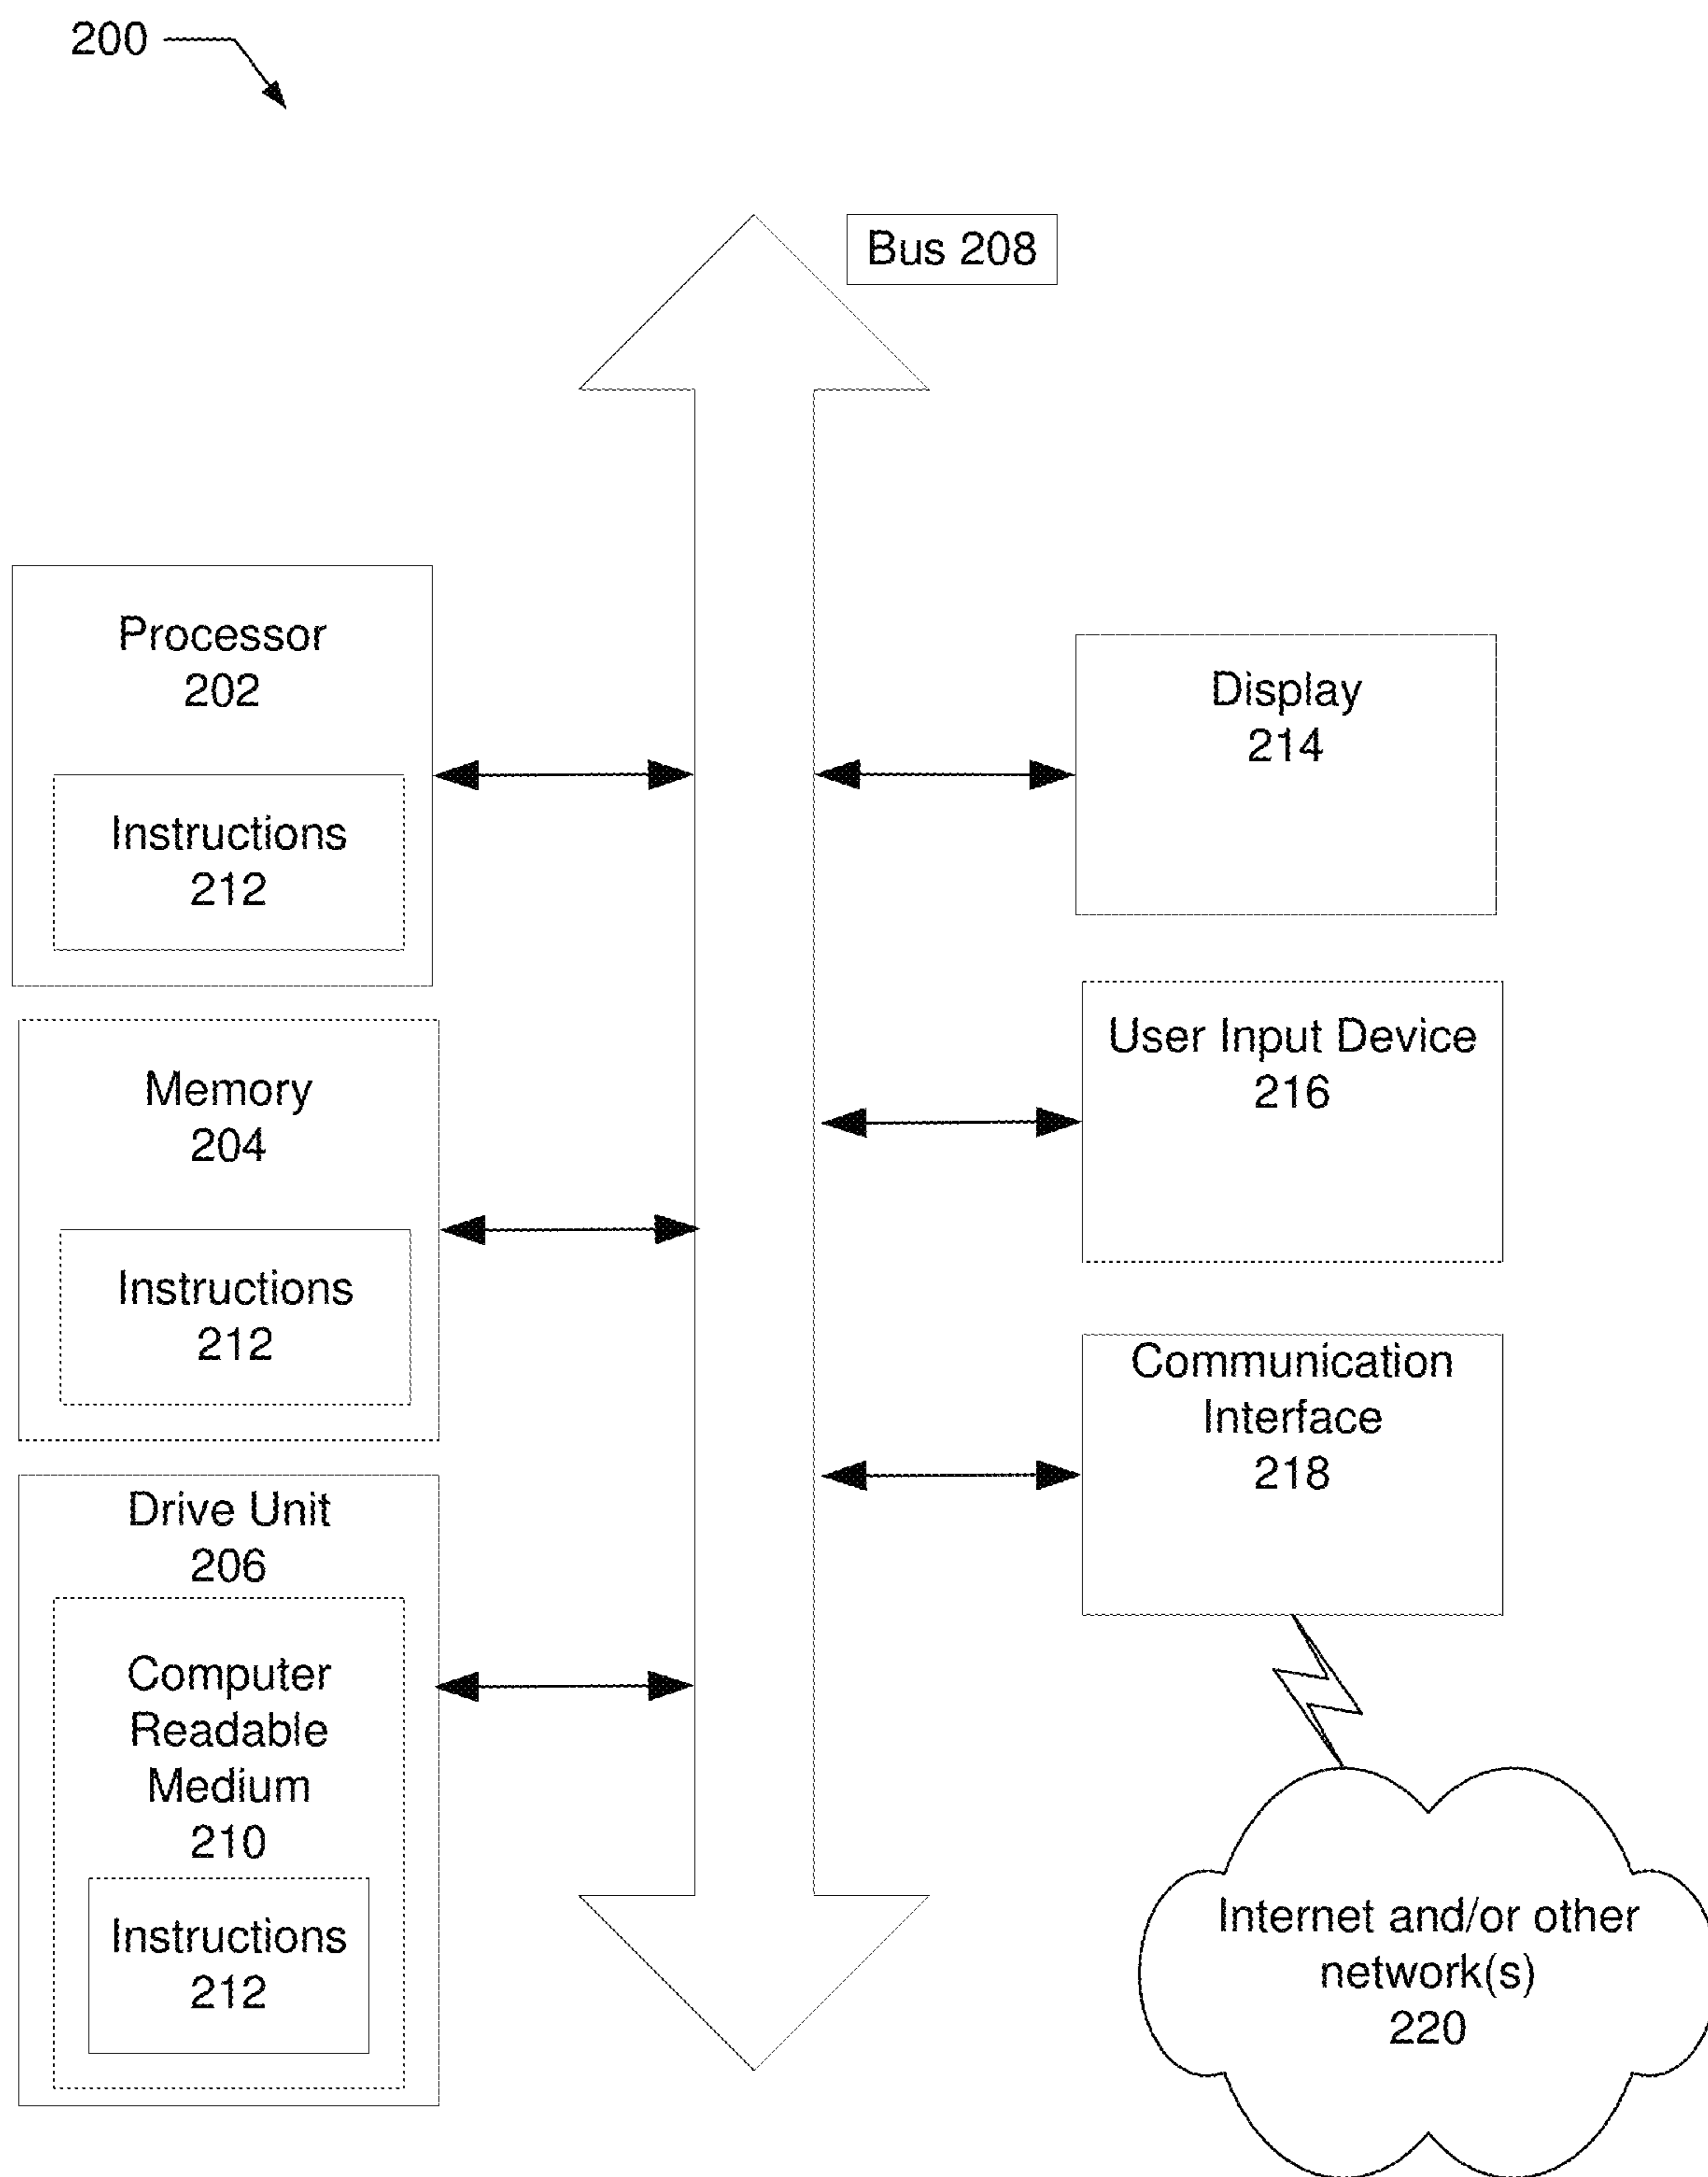 200
Bus 208
Processor
202
Instructions
212
Memory
204
Instructions
212
Drive Unit
206
Computer
Readable
Medium
210
Instructions
212
Display
214
User Input Device
216
Communication
Interface
218
Internet and/or other
network(s)
220